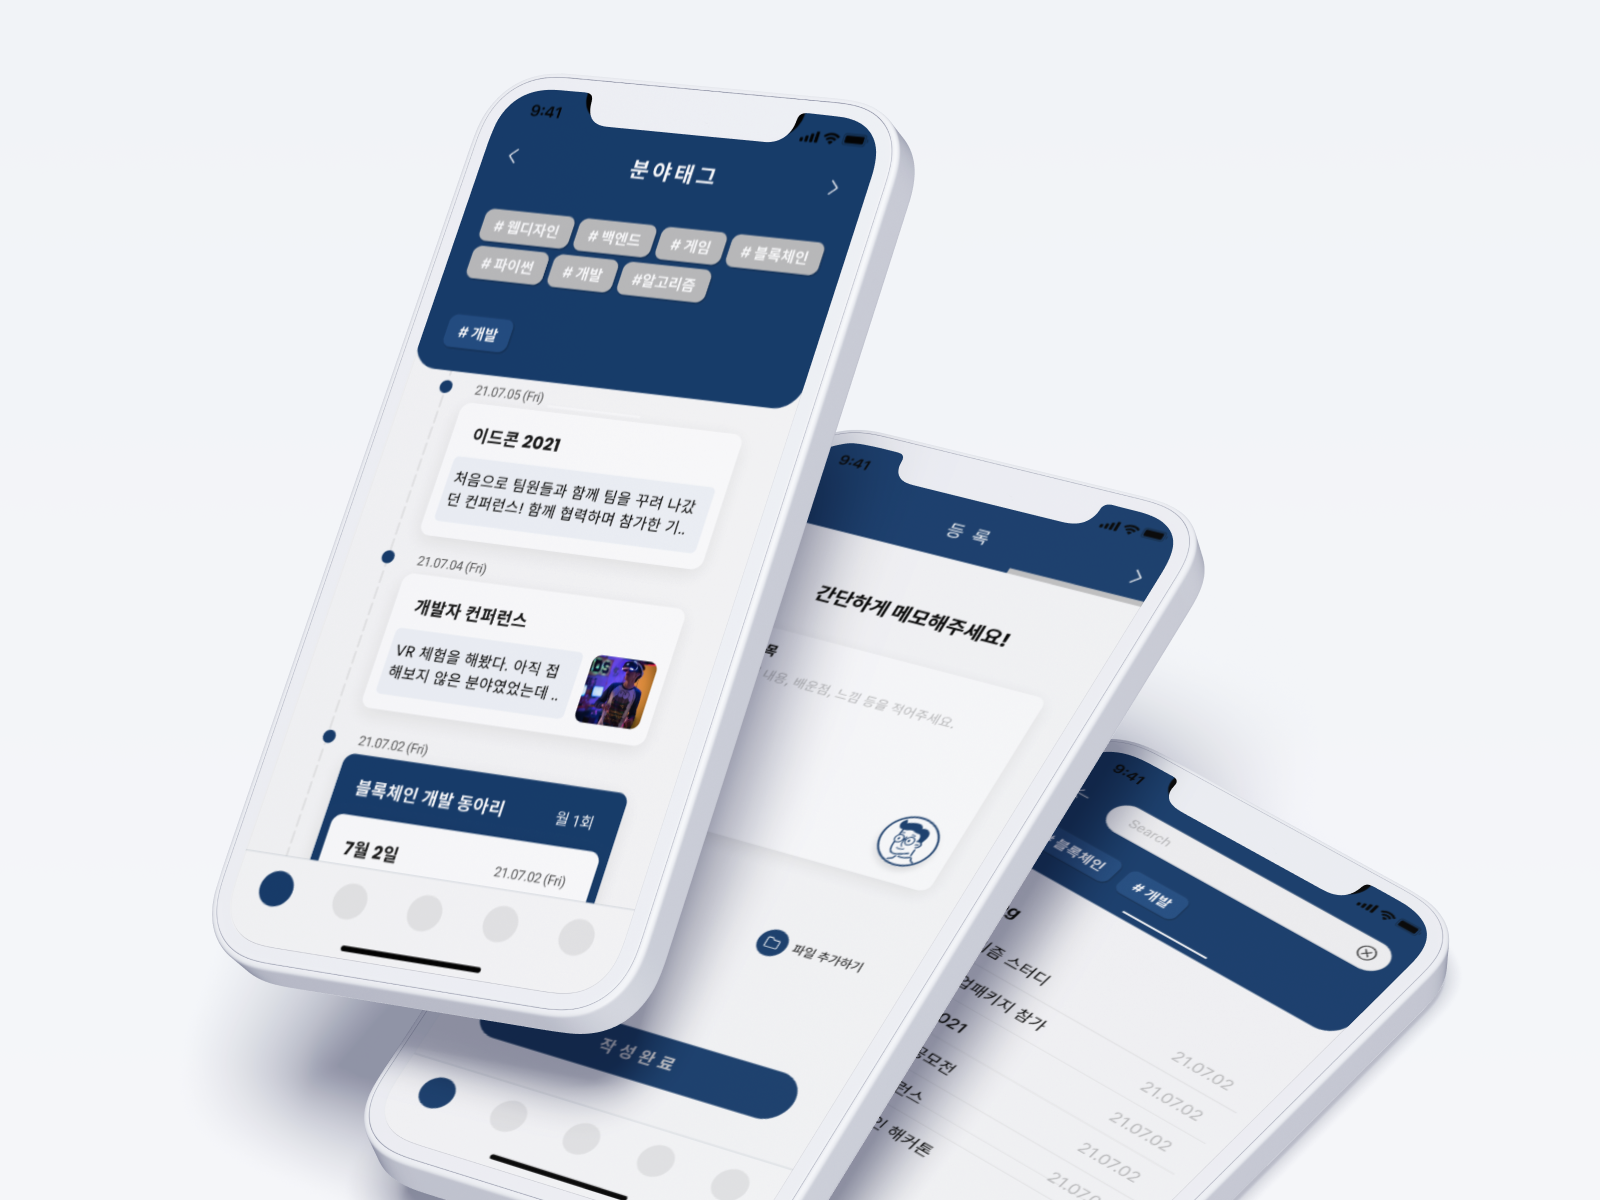 9:41
분야태그
# 웹디자인 # 백엔드 # 게임 # 블록체인
# 파이썬 # 개발 #알고리즘
# 개발
21.07.05 (Fri)
이드콘 2021
처음으로 팀원들과 함께 팀을 꾸려 나갔
던 컨퍼런스! 함께 협력하며 참가한 기..
21.07.04 (Fri)
개발자 컨퍼런스
VR 체험을 해봤다. 아직 접
해보지 않은 분야였었는데 ..
21.07.02 (Fri)
블록체인 개발 동아리 월 1회
7월 2일 21.07.02 (Fri)
9:41
등 록
간단하게 메모해주세요!
목
내용, 배운점, 느낌 등을 적어주세요.
파일 추가하기
작성완료
9:41
Search
# 블록체인 # 개발
g
즘 스터디
업패키지 참가 21.07.02
021 21.07.02
공모전 21.07.02
런스 21.07.02
인 해커톤 21.07.0